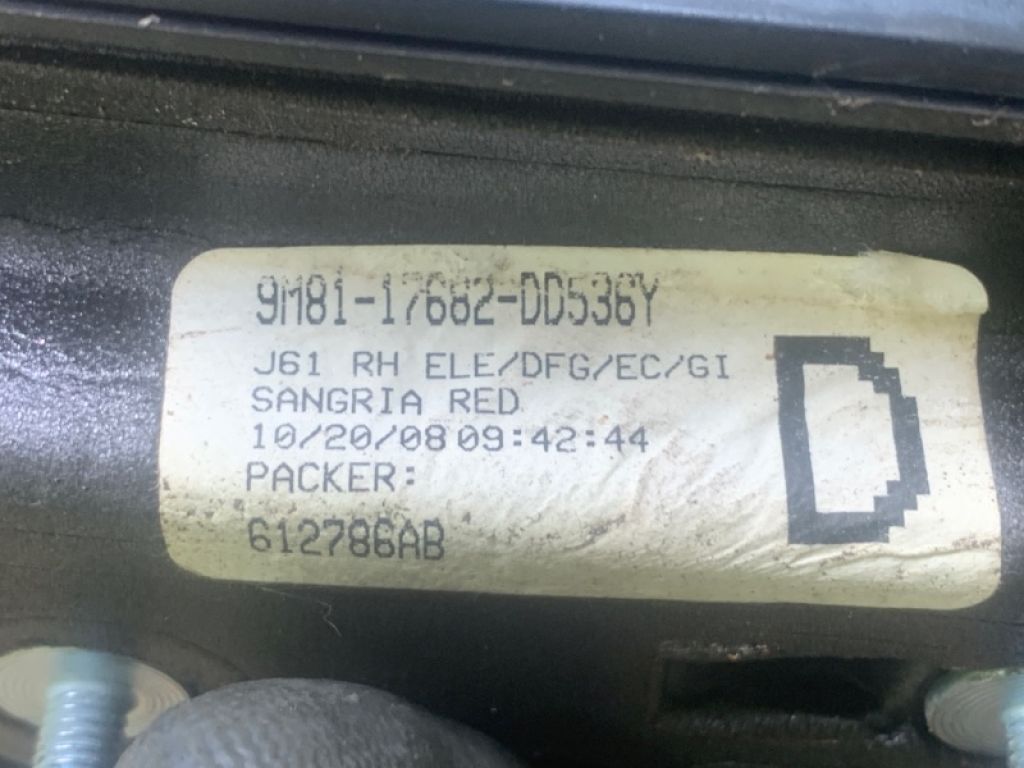 9M81-17682-DD536Y
J61 RH ELE/DFG/EC/GI
SANGRIA RED
10/20/08 09:42:44
PACKER:
612786AB
D